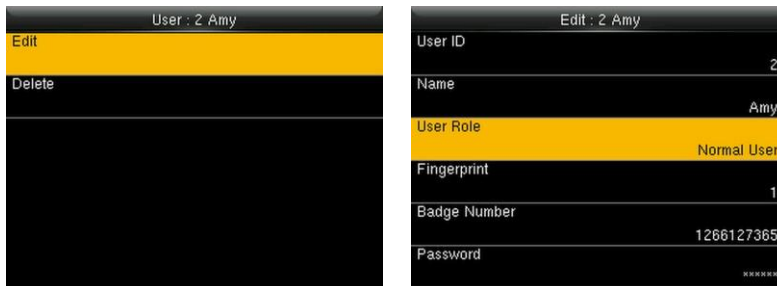 User : 2 Amy
Edit
Delete
Edit : 2 Amy
User ID
2
Name
Amy
User Role
Normal User
Fingerprint
1
Badge Number
1266127365
Password
******